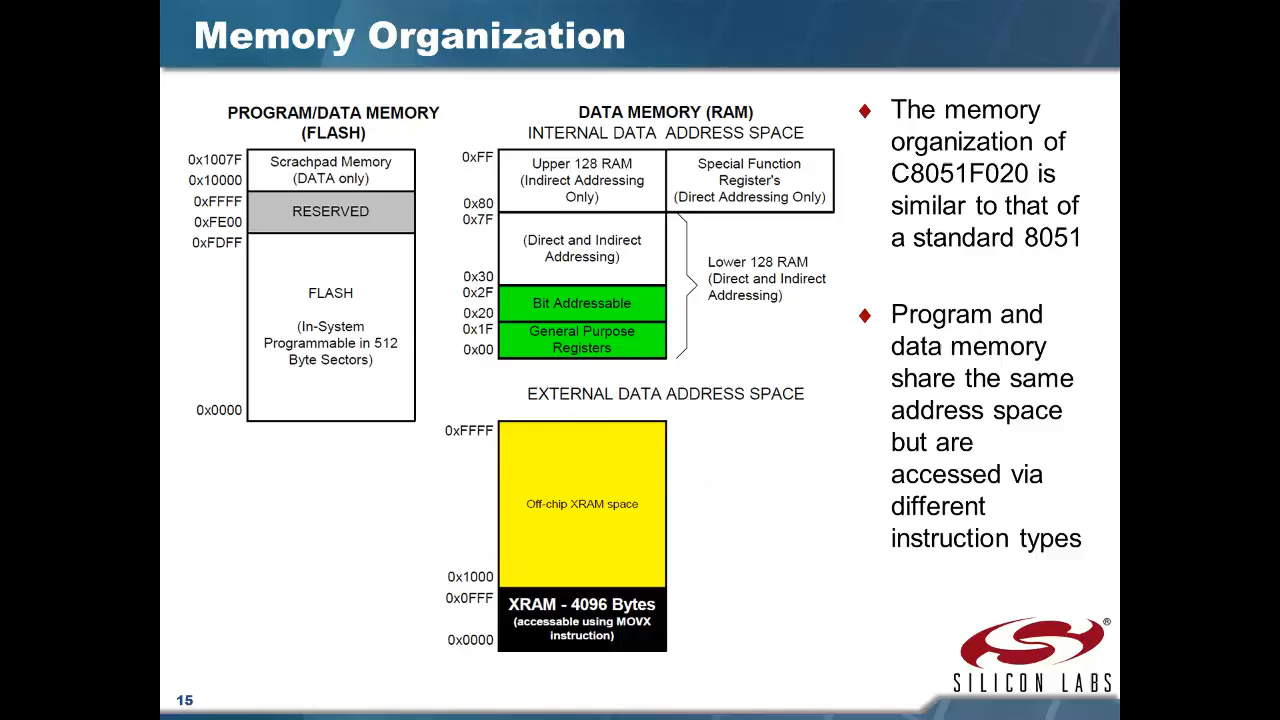 Memory Organization
PROGRAM/DATA MEMORY
(FLASH)
0x1007F
Scrachpad Memory
(DATA only)
0x10000
0xFFFF
RESERVED
0xFE00
0xFDFF
FLASH
(In-System
Programmable in 512
Byte Sectors)
0x0000
DATA MEMORY (RAM)
INTERNAL DATA ADDRESS SPACE
0xFF
Upper 128 RAM
(Indirect Addressing
Only)
0x80
Special Function
Register's
(Direct Addressing Only)
0x7F
(Direct and Indirect
Addressing)
0x30
0x2F
Bit Addressable
0x20
0x1F
General Purpose
Registers
0x00
Lower 128 RAM
(Direct and Indirect
Addressing)
EXTERNAL DATA ADDRESS SPACE
0xFFFF
Off-chip XRAM space
0x1000
0x0FFF
XRAM - 4096 Bytes
(accessable using MOVX
instruction)
0x0000
The memory
organization of
C8051F020 is
similar to that of
a standard 8051
Program and
data memory
share the same
address space
but are
accessed via
different
instruction types
®
SILICON LABS
15